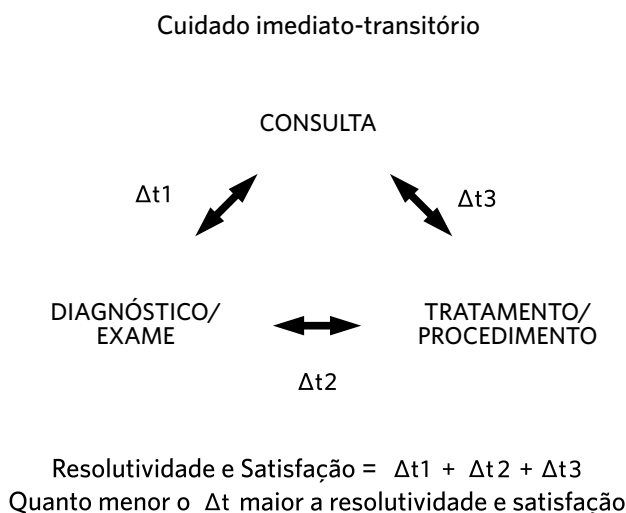 Cuidado imediato-transitório
CONSULTA
Δt1
Δt3
DIAGNÓSTICO/
EXAME
TRATAMENTO/
PROCEDIMENTO
Δt2
Resolutividade e Satisfação = Δt1 + Δt2 + Δt3
Quanto menor o Δt maior a resolutividade e satisfação